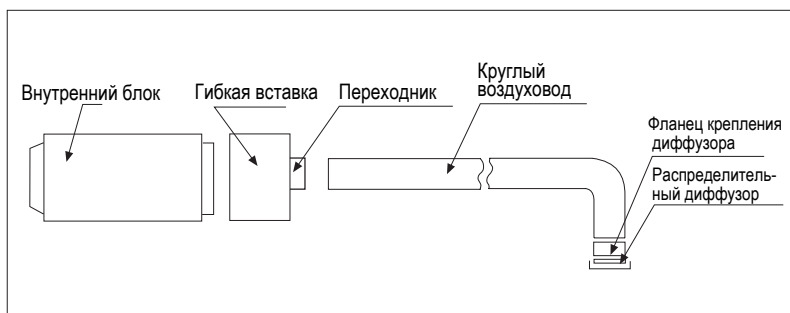 Внутренний блок
Гибкая вставка
Переходник
Круглый
воздуховод
Фланец крепления
диффузора
Распределитель-
ный диффузор